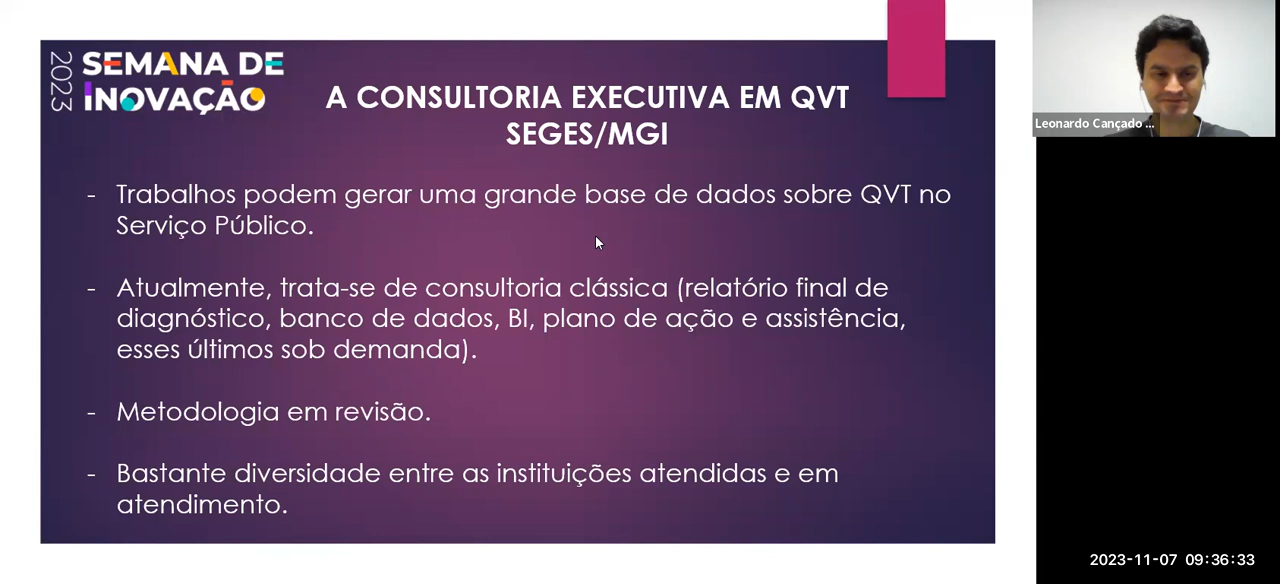 2023
SEMANA DE
INOVAÇÃO
A CONSULTORIA EXECUTIVA EM QVT
SEGES/MGI
- Trabalhos podem gerar uma grande base de dados sobre QVT no
Serviço Público.
- Atualmente, trata-se de consultoria clássica (relatório final de
diagnóstico, banco de dados, BI, plano de ação e assistência,
esses últimos sob demanda).
- Metodologia em revisão.
- Bastante diversidade entre as instituições atendidas e em
atendimento.
Leonardo Cançado ...
2023-11-07 09:36:33